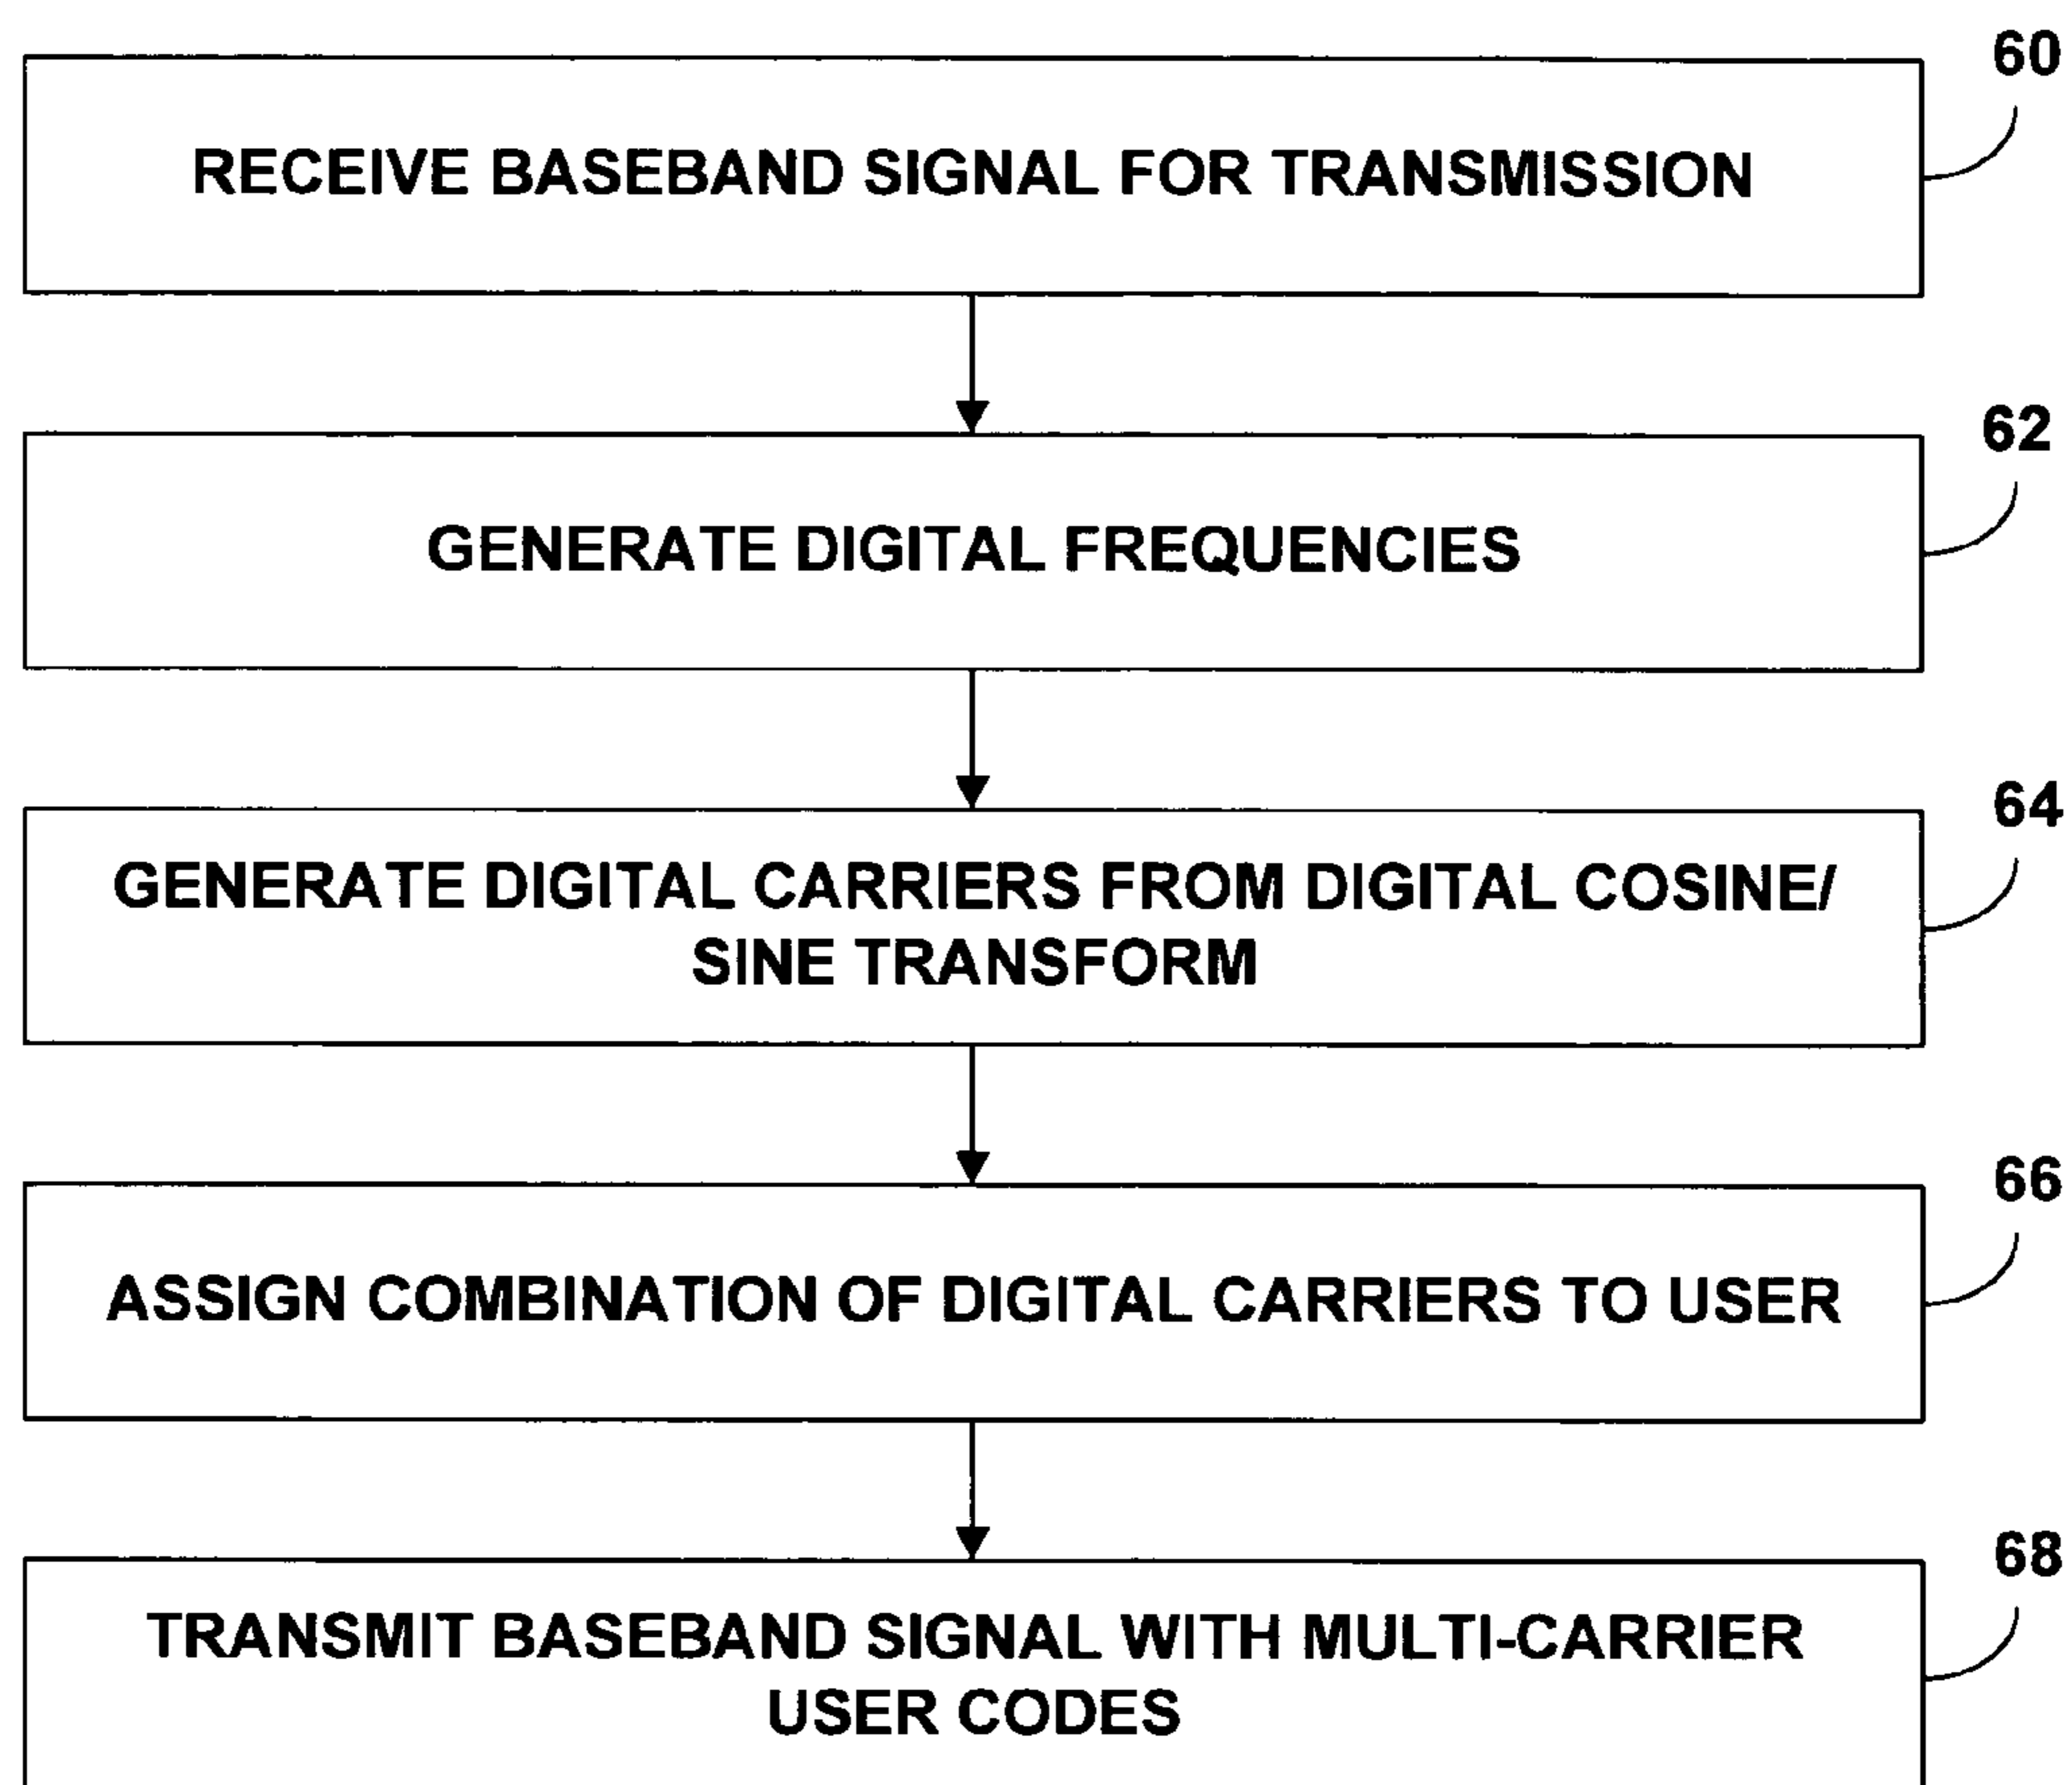 60
RECEIVE BASEBAND SIGNAL FOR TRANSMISSION
62
GENERATE DIGITAL FREQUENCIES
64
GENERATE DIGITAL CARRIERS FROM DIGITAL COSINE/
SINE TRANSFORM
66
ASSIGN COMBINATION OF DIGITAL CARRIERS TO USER
68
TRANSMIT BASEBAND SIGNAL WITH MULTI-CARRIER
USER CODES